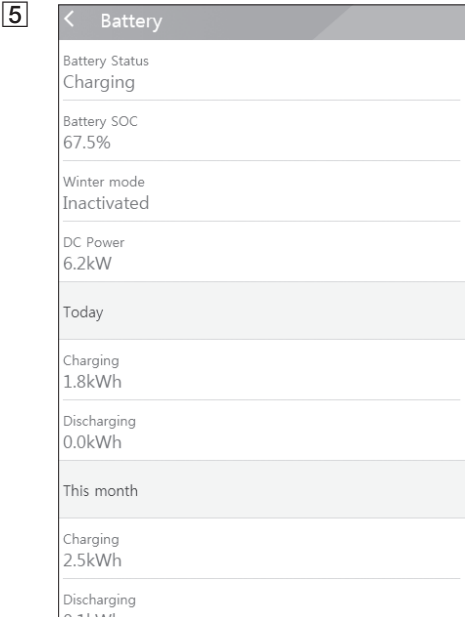 5
< Battery
Battery Status
Charging
Battery SOC
67.5%
Winter mode
Inactivated
DC Power
6.2kW
Today
Charging
1.8kWh
Discharging
0.0kWh
This month
Charging
2.5kWh
Discharging